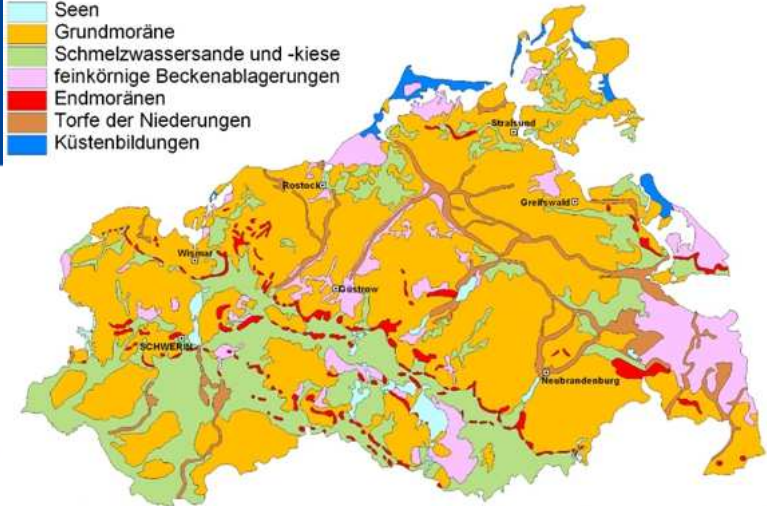 Seen
Grundmoräne
Schmelzwassersande und -kiese
feinkörnige Beckenablagerungen
Endmoränen
Torfe der Niederungen
Küstenbildungen
Stralsund
Rostock
Greifswald
Wismar
Güstrow
SCHWERIN
Neubrandenburg